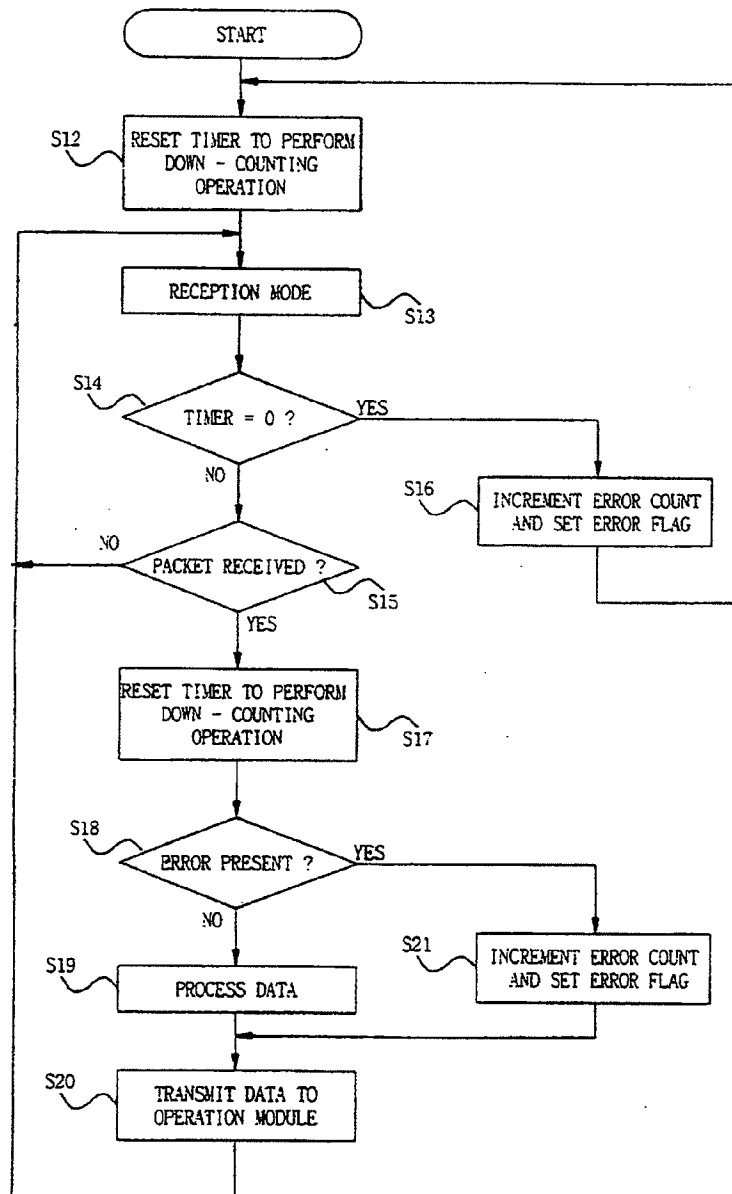 START
S12
RESET TIMER TO PERFORM
DOWN - COUNTING
OPERATION
RECEPTION MODE
S13
S14
TIMER = 0 ?
YES
NO
S16
INCREMENT ERROR COUNT
AND SET ERROR FLAG
NO
PACKET RECEIVED ?
S15
YES
RESET TIMER TO PERFORM
DOWN - COUNTING
OPERATION
S17
S18
ERROR PRESENT ?
YES
NO
S21
INCREMENT ERROR COUNT
AND SET ERROR FLAG
S19
PROCESS DATA
S20
TRANSMIT DATA TO
OPERATION MODULE